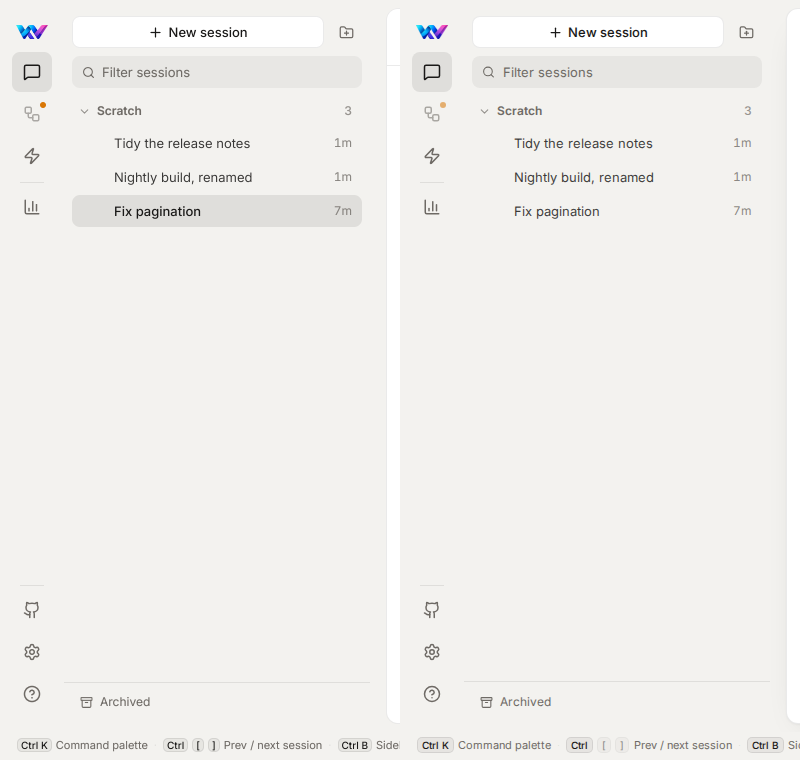 New session
Filter sessions
Scratch 3
Tidy the release notes 1m
Nightly build, renamed 1m
Fix pagination 7m
Archived
Ctrl K Command palette Ctrl [ ] Prev / next session Ctrl B Side
New session
Filter sessions
Scratch 3
Tidy the release notes 1m
Nightly build, renamed 1m
Fix pagination 7m
Archived
Ctrl K Command palette Ctrl [ ] Prev / next session Ctrl B Si